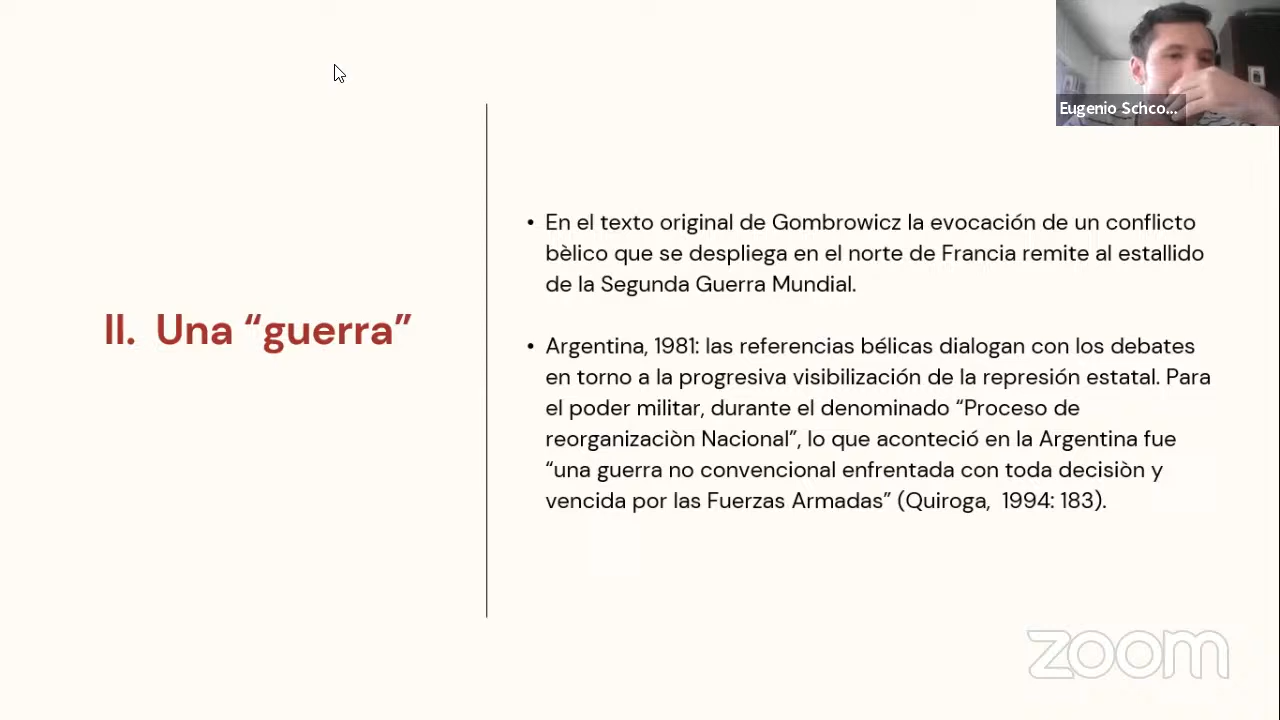 Eugenio Schco...
II. Una “guerra”
• En el texto original de Gombrowicz la evocación de un conflicto
bèlico que se despliega en el norte de Francia remite al estallido
de la Segunda Guerra Mundial.
• Argentina, 1981: las referencias bélicas dialogan con los debates
en torno a la progresiva visibilización de la represión estatal. Para
el poder militar, durante el denominado “Proceso de
reorganizaciòn Nacional”, lo que aconteció en la Argentina fue
“una guerra no convencional enfrentada con toda decisiòn y
vencida por las Fuerzas Armadas” (Quiroga, 1994: 183).
zoom